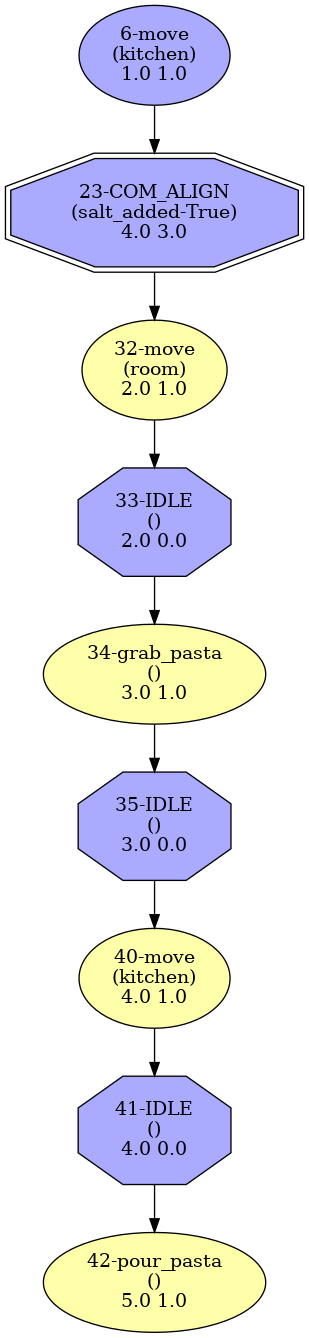 6-move
(kitchen)
1.0 1.0
23-COM_ALIGN
(salt_added-True)
4.0 3.0
32-move
(room)
2.0 1.0
33-IDLE
()
2.0 0.0
34-grab_pasta
()
3.0 1.0
35-IDLE
()
3.0 0.0
40-move
(kitchen)
4.0 1.0
41-IDLE
()
4.0 0.0
42-pour_pasta
()
5.0 1.0